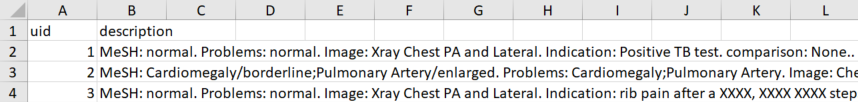 A B C D E F G H I J K L
1 uid description
2 1 MeSH: normal. Problems: normal. Image: Xray Chest PA and Lateral. Indication: Positive TB test. comparison: None..
3 2 MeSH: Cardiomegaly/borderline;Pulmonary Artery/enlarged. Problems: Cardiomegaly;Pulmonary Artery. Image: Che
4 3 MeSH: normal. Problems: normal. Image: Xray Chest PA and Lateral. Indication: rib pain after a XXXX, XXXX XXXX step